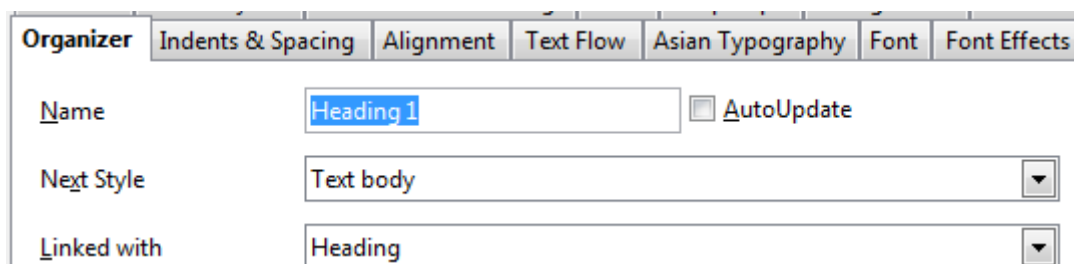 Organizer Indents & Spacing Alignment Text Flow Asian Typography Font Font Effects
Name Heading 1 AutoUpdate
Next Style Text body
Linked with Heading